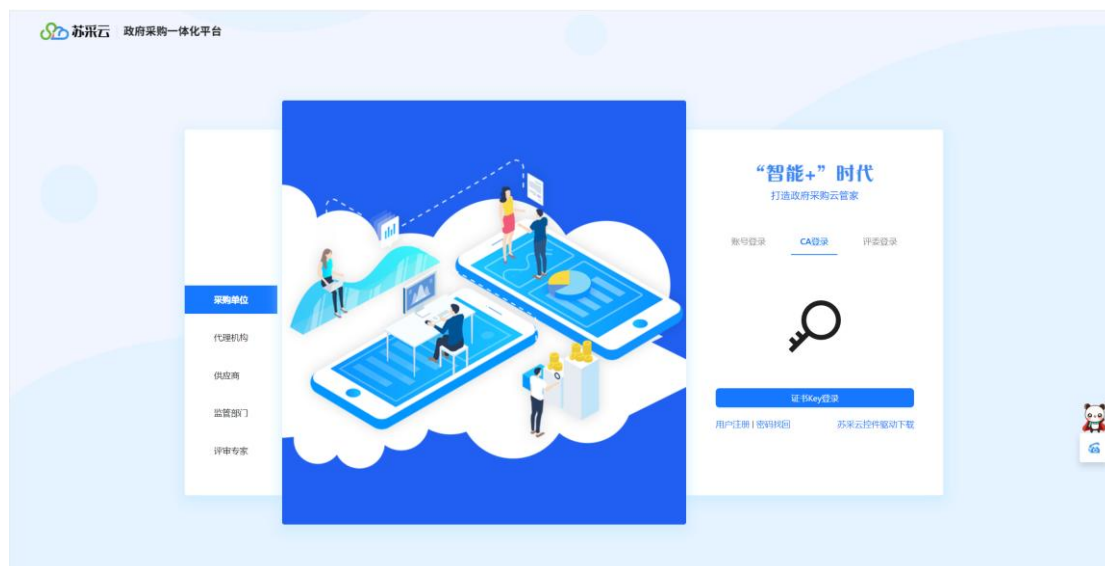 苏采云 政府采购一体化平台
采购单位
代理机构
供应商
监管部门
评审专家
“智能+”时代
打造政府采购云管家
账号登录 CA登录 评委登录
证书Key登录
用户注册 | 密码找回 苏采云控件驱动下载